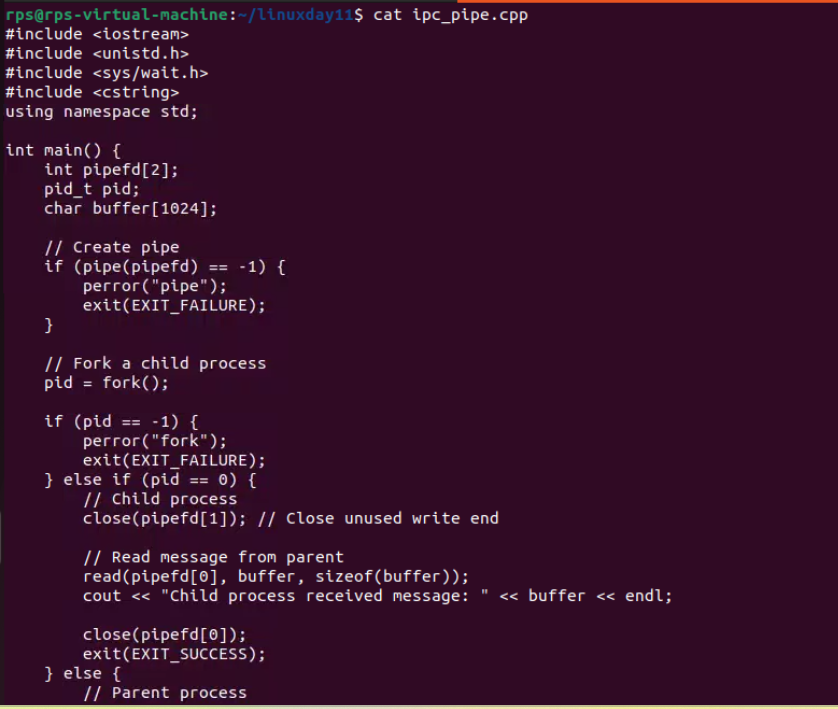 rps@rps-virtual-machine:~/linuxday11$ cat ipc_pipe.cpp
#include <iostream>
#include <unistd.h>
#include <sys/wait.h>
#include <cstring>
using namespace std;

int main() {
    int pipefd[2];
    pid_t pid;
    char buffer[1024];

    // Create pipe
    if (pipe(pipefd) == -1) {
        perror("pipe");
        exit(EXIT_FAILURE);
    }

    // Fork a child process
    pid = fork();

    if (pid == -1) {
        perror("fork");
        exit(EXIT_FAILURE);
    } else if (pid == 0) {
        // Child process
        close(pipefd[1]); // Close unused write end

        // Read message from parent
        read(pipefd[0], buffer, sizeof(buffer));
        cout << "Child process received message: " << buffer << endl;

        close(pipefd[0]);
        exit(EXIT_SUCCESS);
    } else {
        // Parent process